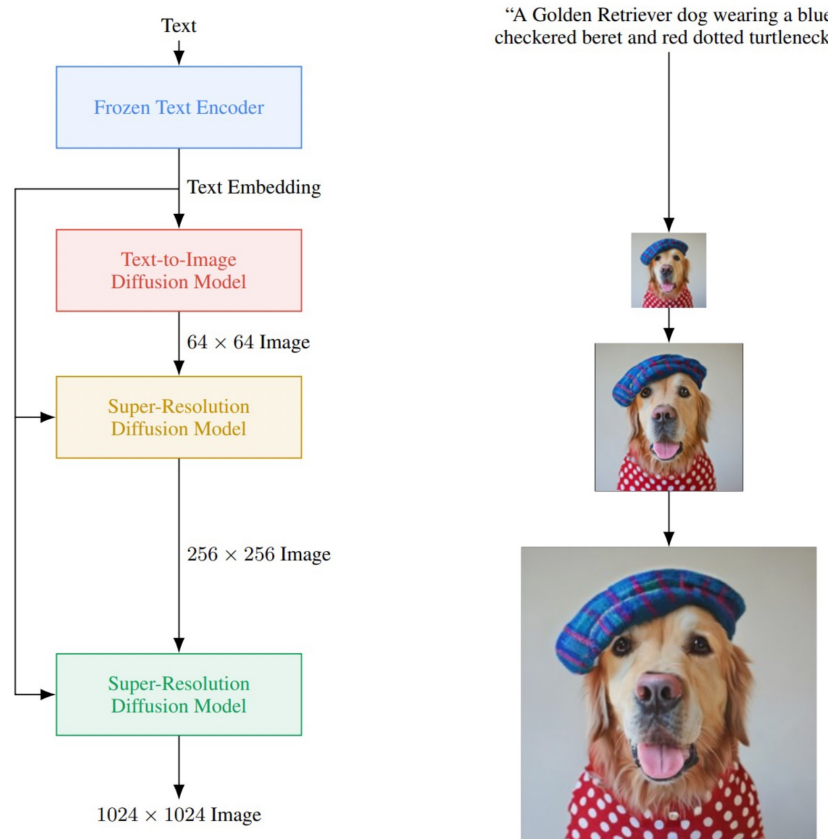 Text
Frozen Text Encoder
Text Embedding
Text-to-Image
Diffusion Model
64 × 64 Image
Super-Resolution
Diffusion Model
256 × 256 Image
Super-Resolution
Diffusion Model
1024 × 1024 Image
“A Golden Retriever dog wearing a blue
checkered beret and red dotted turtleneck